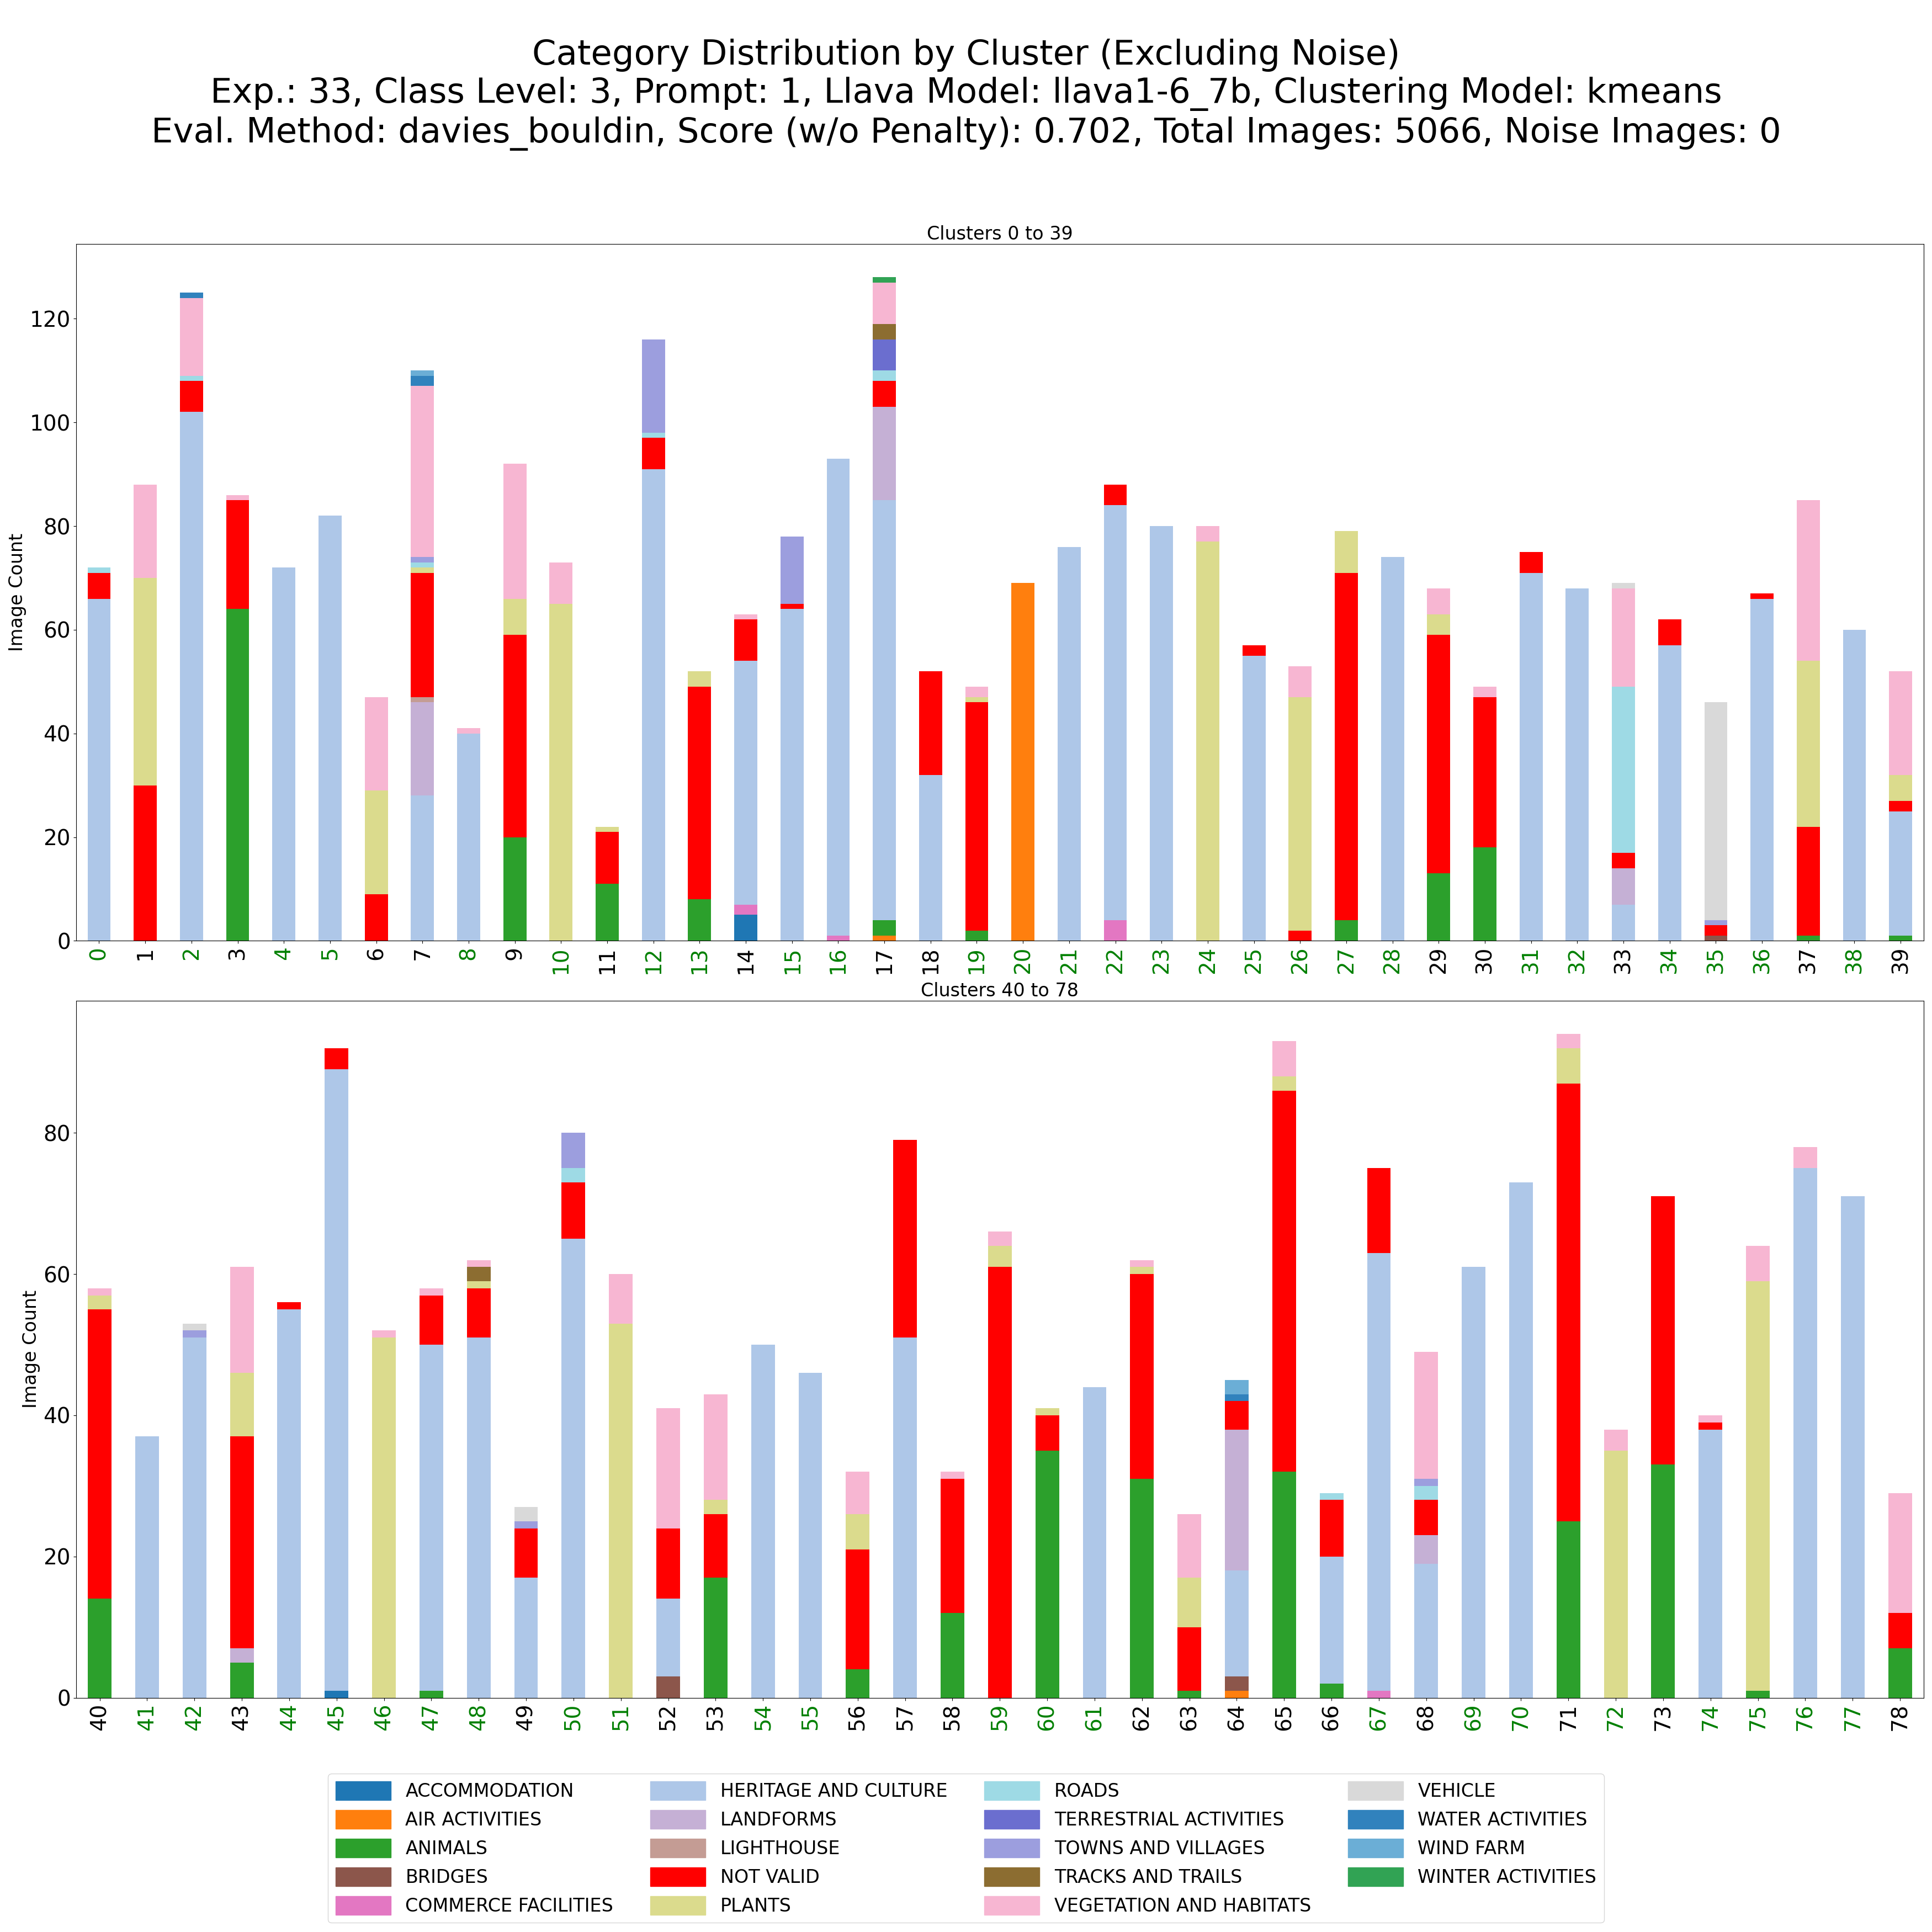 Category Distribution by Cluster (Excluding Noise)
Exp.: 33, Class Level: 3, Prompt: 1, Llava Model: llava1-6_7b, Clustering Model: kmeans
Eval. Method: davies_bouldin, Score (w/o Penalty): 0.702, Total Images: 5066, Noise Images: 0
Clusters 0 to 39
Image Count
120
100
80
60
40
20
0
0 1 2 3 4 5 6 7 8 9 10 11 12 13 14 15 16 17 18 19 20 21 22 23 24 25 26 27 28 29 30 31 32 33 34 35 36 37 38 39
Clusters 40 to 78
Image Count
80
60
40
20
0
40 41 42 43 44 45 46 47 48 49 50 51 52 53 54 55 56 57 58 59 60 61 62 63 64 65 66 67 68 69 70 71 72 73 74 75 76 77 78
ACCOMMODATION
AIR ACTIVITIES
ANIMALS
BRIDGES
COMMERCE FACILITIES
HERITAGE AND CULTURE
LANDFORMS
LIGHTHOUSE
NOT VALID
PLANTS
ROADS
TERRESTRIAL ACTIVITIES
TOWNS AND VILLAGES
TRACKS AND TRAILS
VEGETATION AND HABITATS
VEHICLE
WATER ACTIVITIES
WIND FARM
WINTER ACTIVITIES